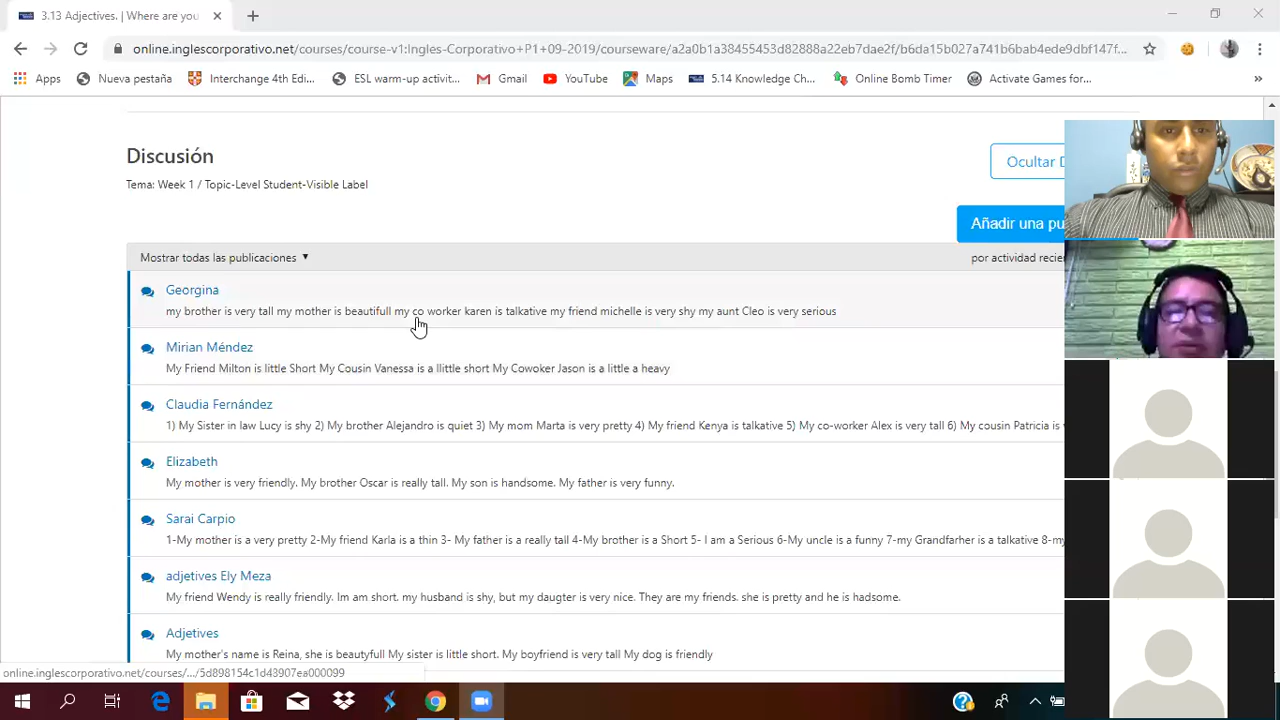 3.13 Adjectives. | Where are you
online.inglescorporativo.net/courses/course-v1:Ingles-Corporativo+P1+09-2019/courseware/a2a0b1a38455453d82888a22eb7dae2f/b6da15b027a741b6bab4ede9dbf147f...
Apps Nueva pestaña Interchange 4th Edi... ESL warm-up activit... Gmail YouTube Maps 5.14 Knowledge Ch... Online Bomb Timer Activate Games for... »
Discusión
Ocultar D
Tema: Week 1 / Topic-Level Student-Visible Label
Añadir una pu
Mostrar todas las publicaciones
por actividad recie
Georgina
my brother is very tall my mother is beautifull my co worker karen is talkative my friend michelle is very shy my aunt Cleo is very serious
Mirian Méndez
My Friend Milton is little Short My Cousin Vanessa is a llittle short My Cowoker Jason is a little a heavy
Claudia Fernández
1) My Sister in law Lucy is shy 2) My brother Alejandro is quiet 3) My mom Marta is very pretty 4) My friend Kenya is talkative 5) My co-worker Alex is very tall 6) My cousin Patricia is
Elizabeth
My mother is very friendly. My brother Oscar is really tall. My son is handsome. My father is very funny.
Sarai Carpio
1-My mother is a very pretty 2-My friend Karla is a thin 3- My father is a really tall 4-My brother is a Short 5- I am a Serious 6-My uncle is a funny 7-my Grandfarher is a talkative 8-my
adjetives Ely Meza
My friend Wendy is really friendly. Im am short. my husband is shy, but my daugter is very nice. They are my friends. she is pretty and he is hadsome.
Adjetives
My mother's name is Reina, she is beautyfull My sister is little short. My boyfriend is very tall My dog is friendly
online.inglescorporativo.net/courses/.../5d898154c1d43907ea000099